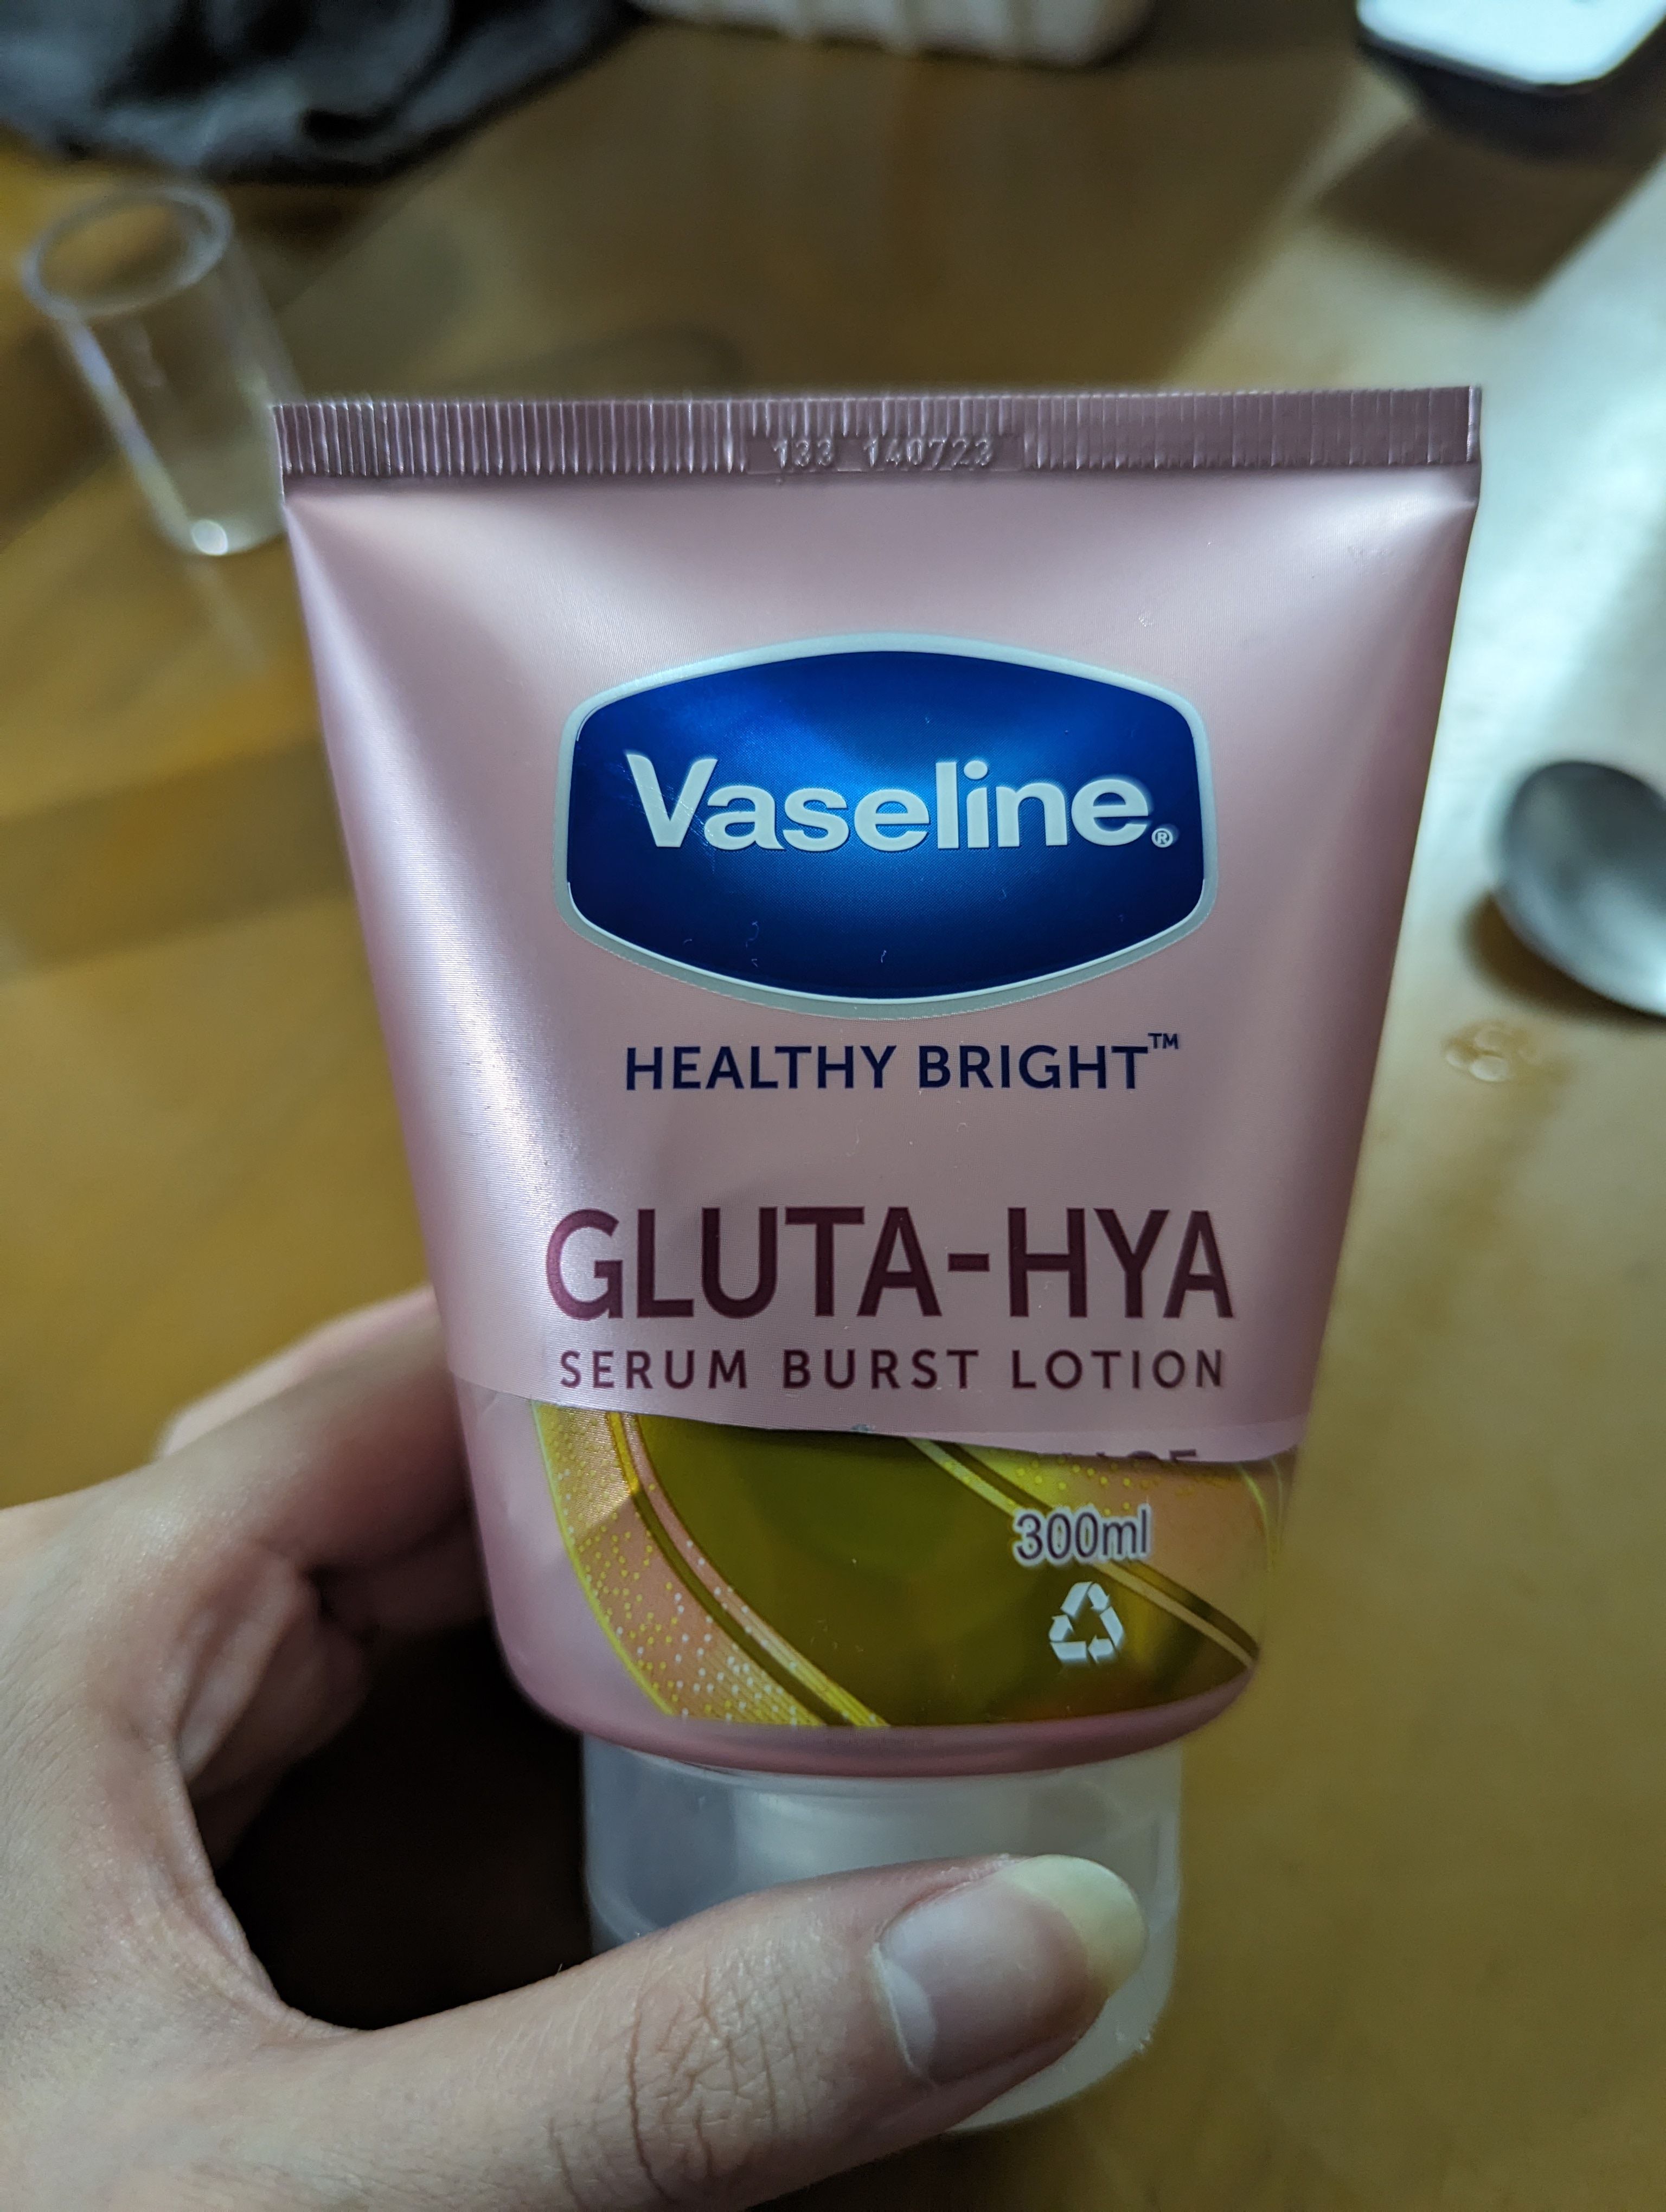 133 140723
Vaseline®
HEALTHY BRIGHT™
GLUTA-HYA
SERUM BURST LOTION
300ml